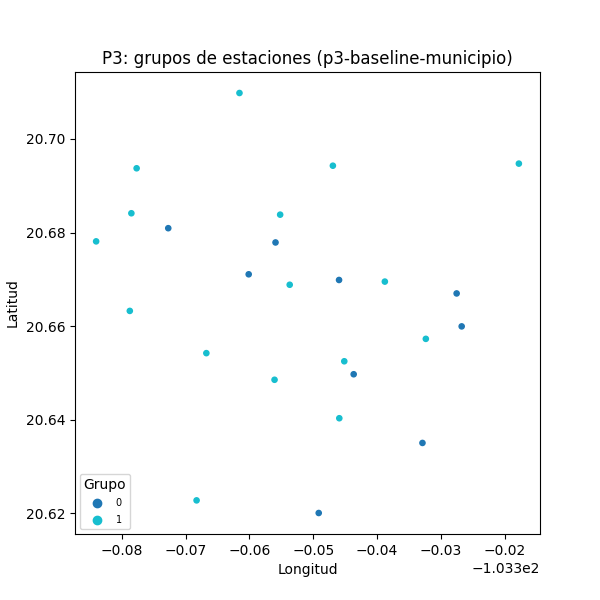 P3: grupos de estaciones (p3-baseline-municipio)
20.70
20.68
20.66
20.64
20.62
Latitud
Grupo
0
1
−0.08 −0.07 −0.06 −0.05 −0.04 −0.03 −0.02
Longitud
−1.033e2